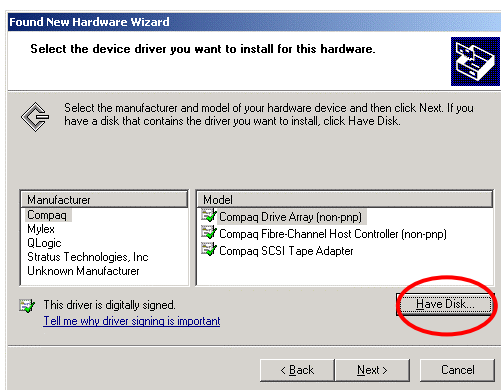 Found New Hardware Wizard
Select the device driver you want to install for this hardware.
Select the manufacturer and model of your hardware device and then click Next. If you
have a disk that contains the driver you want to install, click Have Disk.
Manufacturer
Compaq
Mylex
QLogic
Stratus Technologies, Inc
Unknown Manufacturer
Model
Compaq Drive Array (non-pnp)
Compaq Fibre-Channel Host Controller (non-pnp)
Compaq SCSI Tape Adapter
This driver is digitally signed.
Tell me why driver signing is important
Have Disk...
< Back
Next >
Cancel